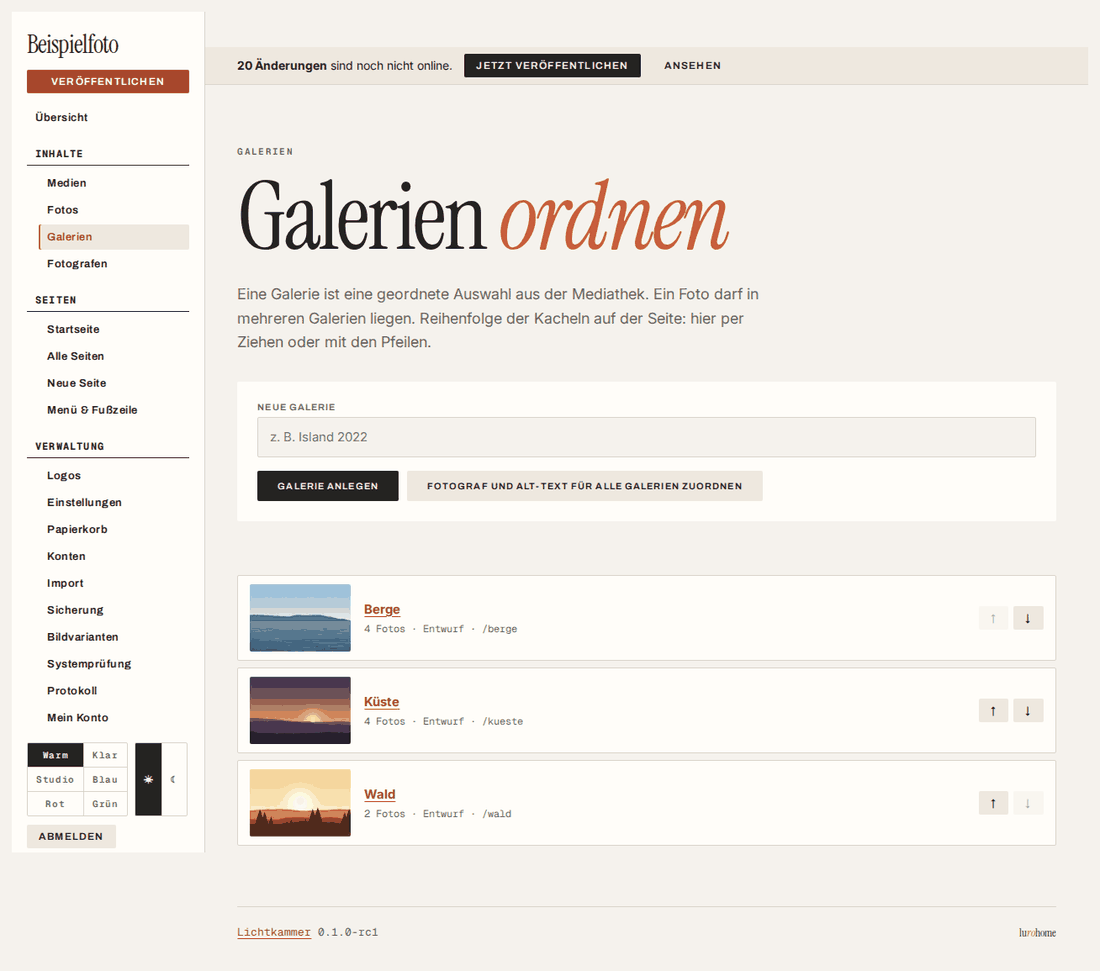 Beispielfoto
VERÖFFENTLICHEN
Übersicht
INHALTE
Medien
Fotos
Galerien
Fotografen
SEITEN
Startseite
Alle Seiten
Neue Seite
Menü & Fußzeile
VERWALTUNG
Logos
Einstellungen
Papierkorb
Konten
Import
Sicherung
Bildvarianten
Systemprüfung
Protokoll
Mein Konto
Warm Klar
Studio Blau
Rot Grün
ABMELDEN
20 Änderungen sind noch nicht online. JETZT VERÖFFENTLICHEN ANSEHEN
GALERIEN
Galerien ordnen
Eine Galerie ist eine geordnete Auswahl aus der Mediathek. Ein Foto darf in
mehreren Galerien liegen. Reihenfolge der Kacheln auf der Seite: hier per
Ziehen oder mit den Pfeilen.
NEUE GALERIE
z. B. Island 2022
GALERIE ANLEGEN FOTOGRAF UND ALT-TEXT FÜR ALLE GALERIEN ZUORDNEN
Berge
4 Fotos · Entwurf · /berge
↑ ↓
Küste
4 Fotos · Entwurf · /kueste
↑ ↓
Wald
2 Fotos · Entwurf · /wald
↑ ↓
Lichtkammer 0.1.0-rc1
lurohome